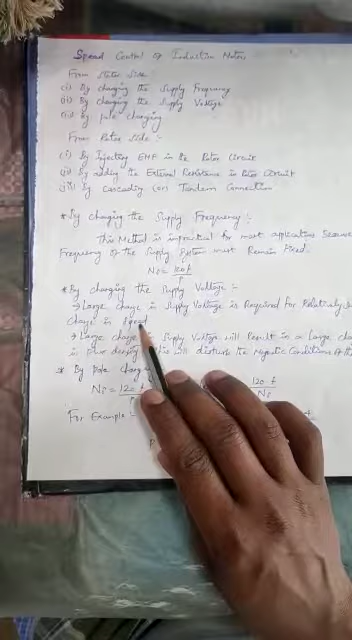 Speed Control of Induction Motors
From Stator Side:-
(i) By changing the Supply Frequency
(ii) By changing the Supply Voltage
(iii) By pole changing
From Rotor Side :-
(i) By Injecting EMF in the Rotor Circuit
(ii) By adding the External Resistance in Rotor Circuit
(iii) By Cascading (or) Tandem Connection
* By Changing the Supply Frequency :-
This Method is impractical for most application Because
Frequency of the Supply System must Remain Fixed.
Ns = 120f/P
* By Changing the Supply Voltage :-
→ Large Change in Supply Voltage is Required for Relatively
Change in Speed
→ Large Change Supply Voltage will Result in a Large
in Flux density this will disturb the Magnetic Conditions of the
* By Pole
Ns = 120 f 120 f / Ns
For Example :-